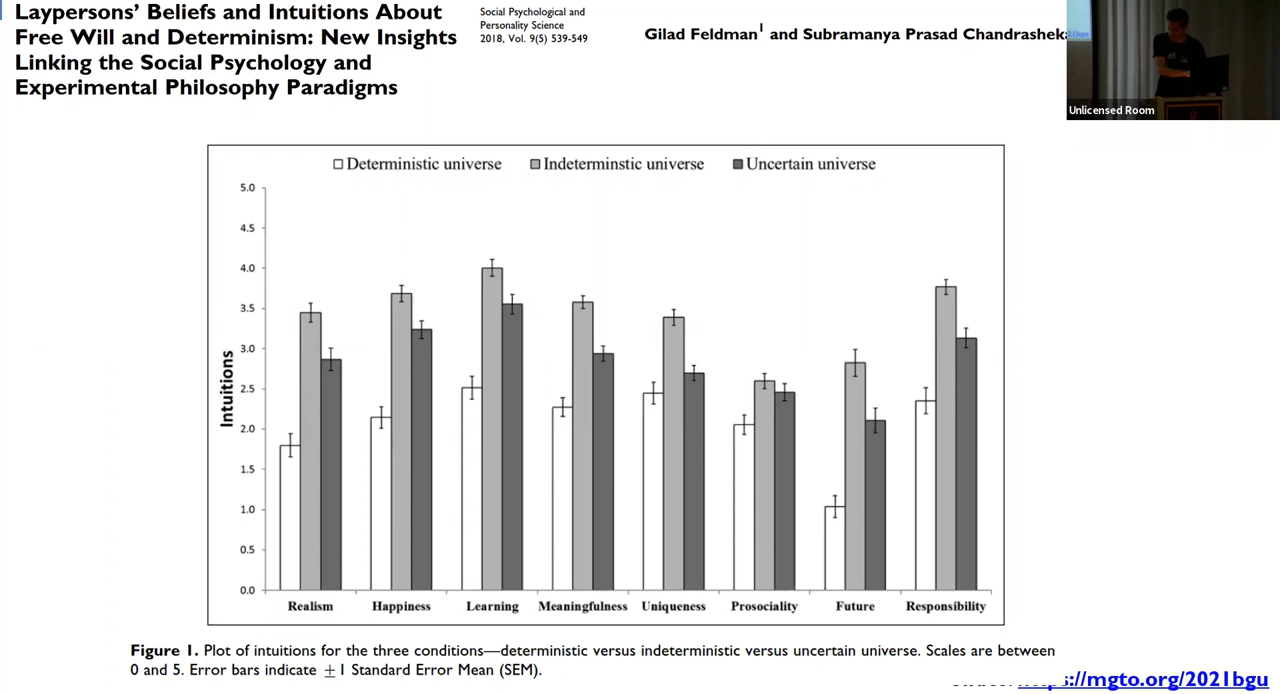 Laypersons' Beliefs and Intuitions About
Free Will and Determinism: New Insights
Linking the Social Psychology and
Experimental Philosophy Paradigms
Social Psychological and
Personality Science
2018, Vol. 9(5) 539-549
Gilad Feldman1 and Subramanya Prasad Chandrasheka
Unlicensed Room
Deterministic universe Indeterminstic universe Uncertain universe
Intuitions
5.0
4.5
4.0
3.5
3.0
2.5
2.0
1.5
1.0
0.5
0.0
Realism Happiness Learning Meaningfulness Uniqueness Prosociality Future Responsibility
Figure 1. Plot of intuitions for the three conditions—deterministic versus indeterministic versus uncertain universe. Scales are between
0 and 5. Error bars indicate ±1 Standard Error Mean (SEM).
://mgto.org/2021bgu